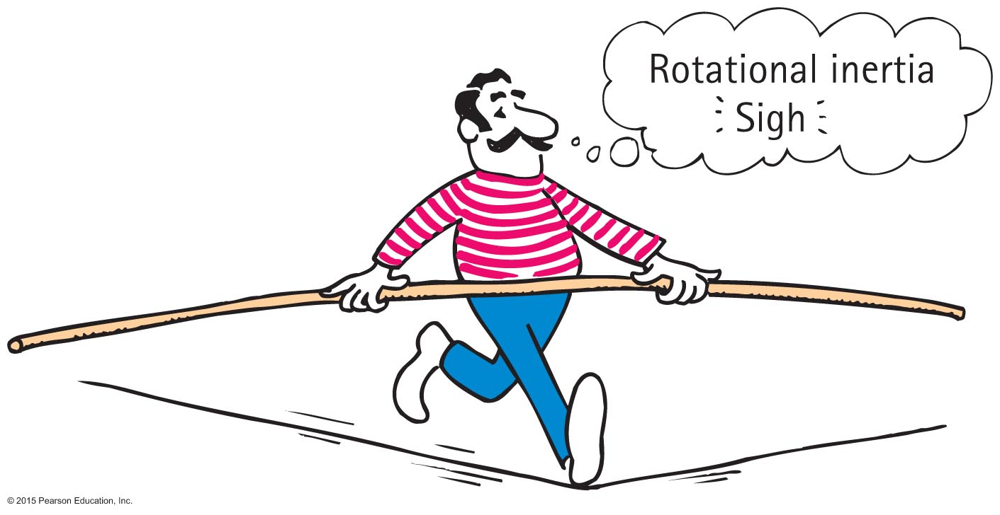 Rotational inertia
Sigh
© 2015 Pearson Education, Inc.